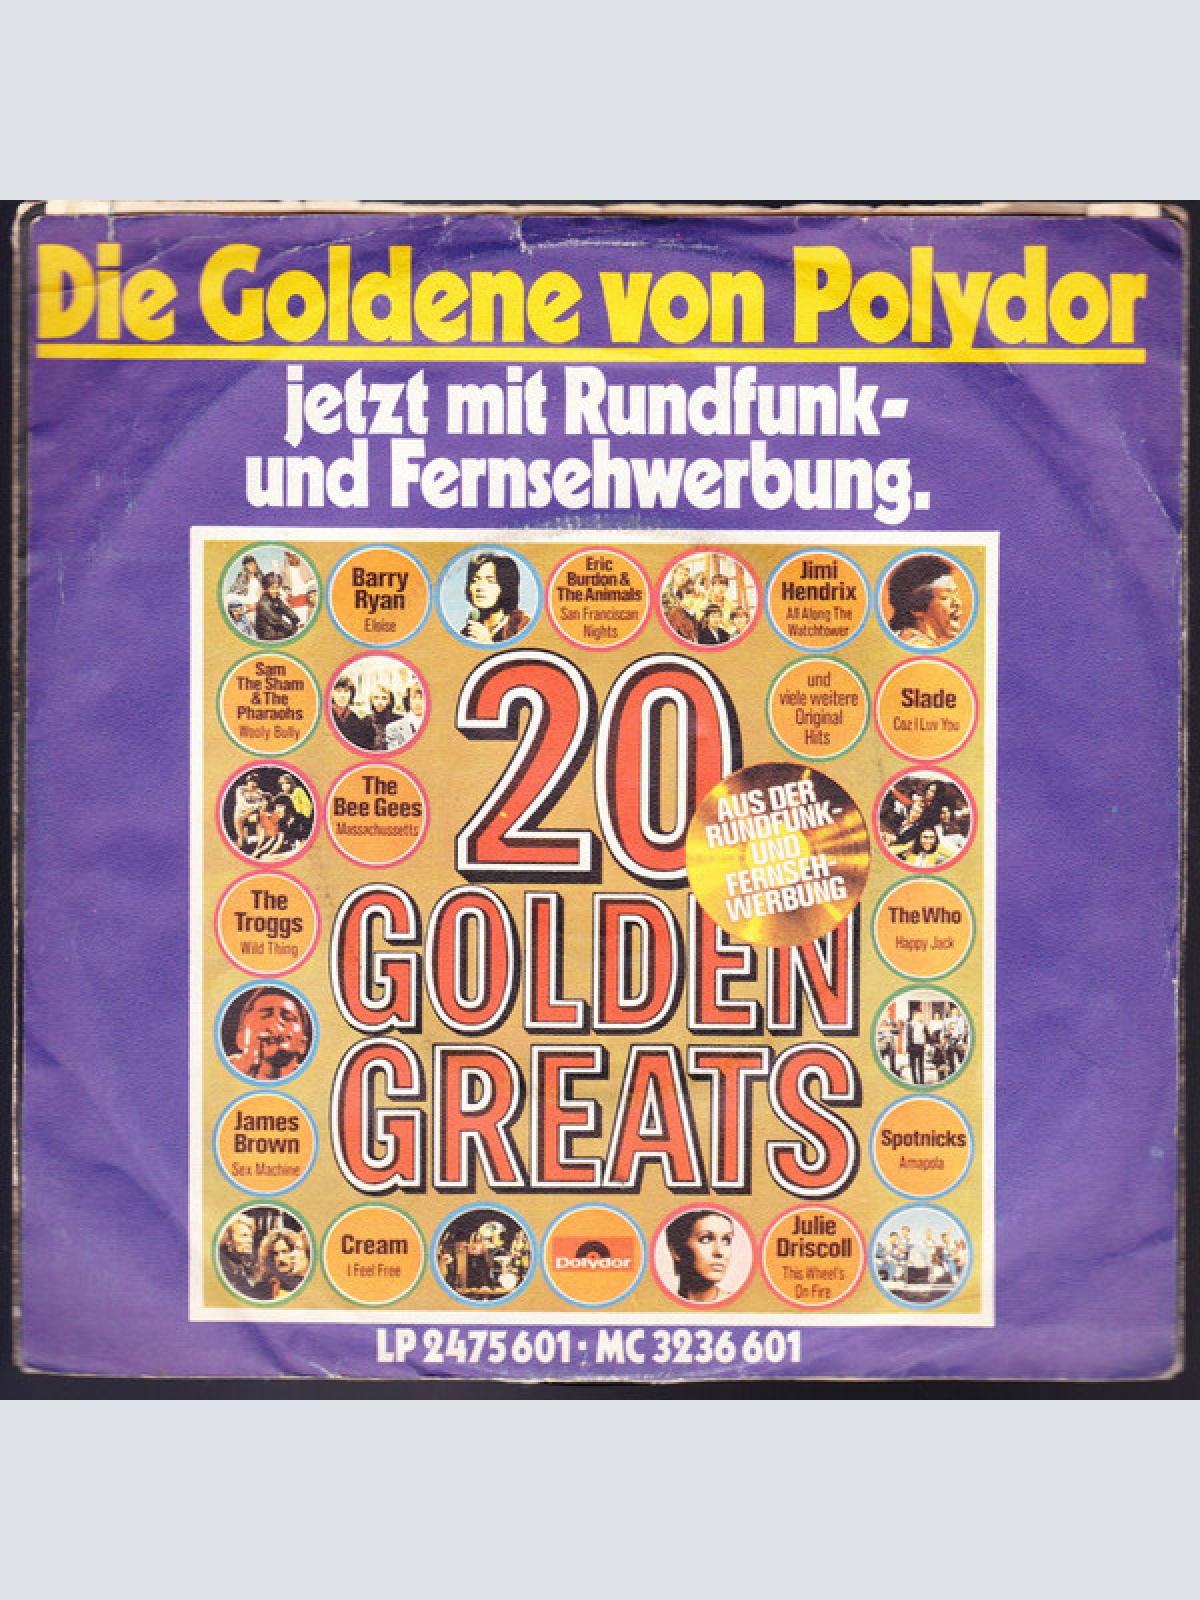 Die Goldene von Polydor
jetzt mit Rundfunk-
und Fernsehwerbung.
Barry
Ryan
Eloise
Eric
Burdon &
The Animals
San Franciscan
Nights
Jimi
Hendrix
All Along The
Watchtower
Sam
The Sham
& The
Pharaohs
Wooly Bully
und
viele weitere
Original
Hits
Slade
Coz I Luv You
The
Bee Gees
Massachussetts
20
GOLDEN
GREATS
AUS DER
RUNDFUNK-
UND
FERNSEH-
WERBUNG
The
Troggs
Wild Thing
The Who
Happy Jack
James
Brown
Sex Machine
Spotnicks
Amapola
Cream
I Feel Free
Polydor
Julie
Driscoll
This Wheel's
On Fire
LP 2475 601 · MC 3236 601